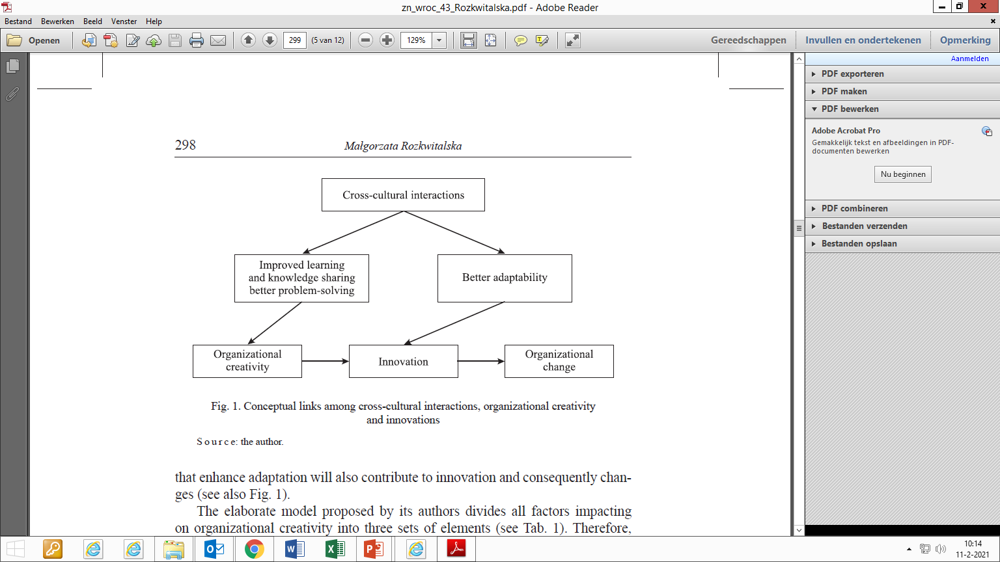 zn_wroc_43_Rozkwitalska.pdf - Adobe Reader
Bestand Bewerken Beeld Venster Help
Openen
299 (5 van 12)
129%
Gereedschappen Invullen en ondertekenen Opmerking
Aanmelden
PDF exporteren
PDF maken
PDF bewerken
Adobe Acrobat Pro
Gemakkelijk tekst en afbeeldingen in PDF-
documenten bewerken
Nu beginnen
PDF combineren
Bestanden verzenden
Bestanden opslaan
298 Małgorzata Rozkwitalska
Cross-cultural interactions
Improved learning
and knowledge sharing
better problem-solving
Better adaptability
Organizational
creativity
Innovation
Organizational
change
Fig. 1. Conceptual links among cross-cultural interactions, organizational creativity
and innovations
Source: the author.
that enhance adaptation will also contribute to innovation and consequently chan-
ges (see also Fig. 1).
The elaborate model proposed by its authors divides all factors impacting
on organizational creativity into three sets of elements (see Tab. 1). Therefore,
10:14
11-2-2021